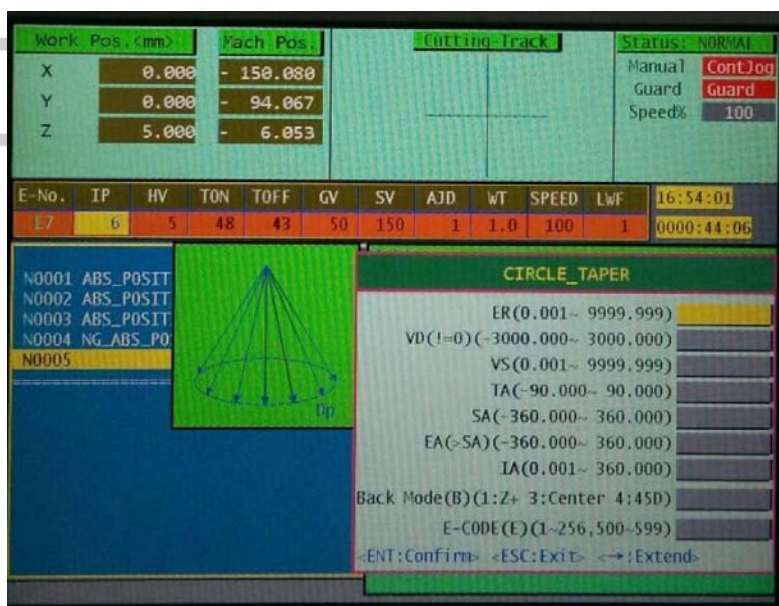 Work Pos.(mm) Mach Pos. Cutting-Track Status: NORMAL
X 0.000 - 150.080 Manual ContJog
Y 0.000 - 94.067 Guard Guard
Z 5.000 - 6.053 Speed% 100
E-No. IP HV TON TOFF GV SV AJD WT SPEED LWF 16:54:01
E7 6 5 48 43 50 150 1 1.0 100 1 0000:44:06
N0001 ABS_POSIT
N0002 ABS_POSIT
N0003 ABS_POSIT
N0004 NG_ABS_PO
N0005
Dp
CIRCLE_TAPER
ER(0.001~ 9999.999)
VD(!=0)(-3000.000~ 3000.000)
VS(0.001~ 9999.999)
TA(-90.000~ 90.000)
SA(-360.000~ 360.000)
EA(>SA)(-360.000~ 360.000)
IA(0.001~ 360.000)
Back Mode(B)(1:Z+ 3:Center 4:45D)
E-CODE(E)(1~256,500~599)
<ENT:Confirm> <ESC:Exit> <→:Extend>